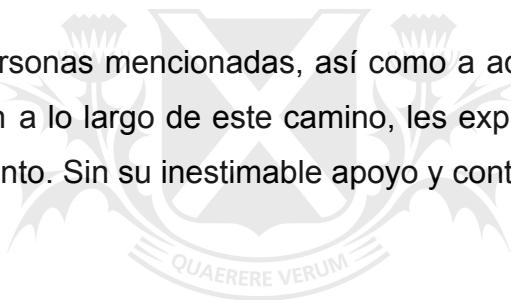 rsonas mencionadas, así como a ac
a lo largo de este camino, les exp
nto. Sin su inestimable apoyo y cont
QUAERERE VERUM